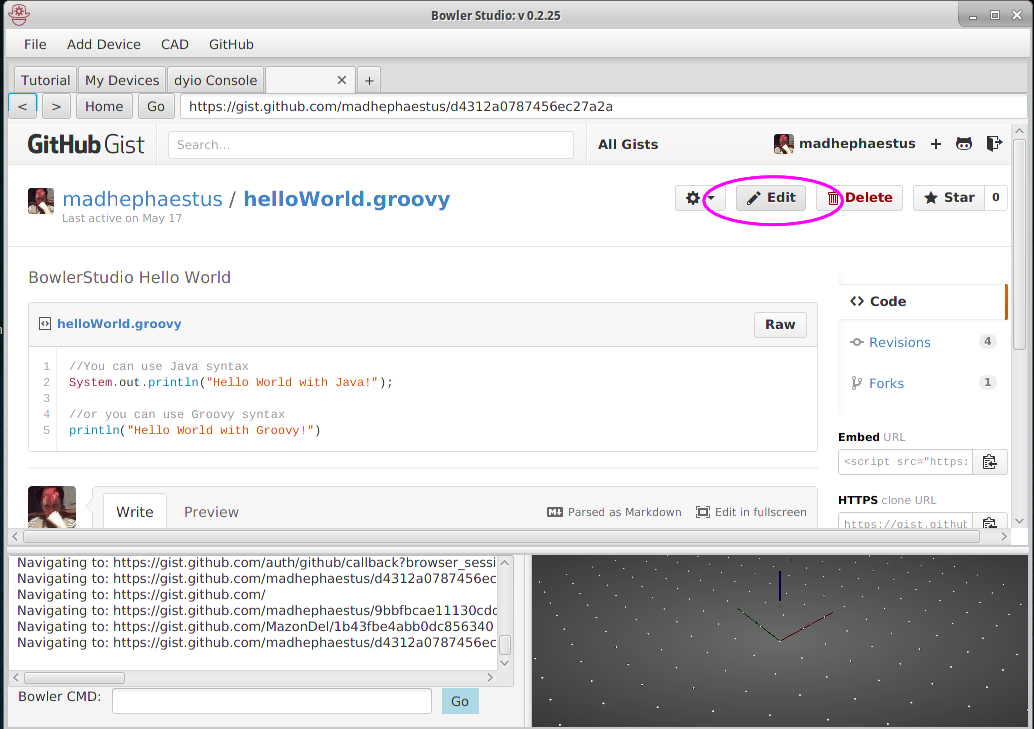 Bowler Studio: v 0.2.25
File Add Device CAD GitHub
Tutorial My Devices dyio Console +
< > Home Go https://gist.github.com/madhephaestus/d4312a0787456ec27a2a
GitHub Gist Search... All Gists madhephaestus +
madhephaestus / helloWorld.groovy Edit Delete Star 0
Last active on May 17
BowlerStudio Hello World
<> Code
helloWorld.groovy Raw
Revisions 4
1 //You can use Java syntax
2 System.out.println("Hello World with Java!");
3
4 //or you can use Groovy syntax
5 println("Hello World with Groovy!")
Forks 1
Embed URL
<script src="https:
HTTPS clone URL
https://gist.github
Write Preview Parsed as Markdown Edit in fullscreen
Navigating to: https://gist.github.com/auth/github/callback?browser_sessi
Navigating to: https://gist.github.com/madhephaestus/d4312a0787456ec
Navigating to: https://gist.github.com/
Navigating to: https://gist.github.com/madhephaestus/9bbfbcae11130cdc
Navigating to: https://gist.github.com/MazonDel/1b43fbe4abb0dc856340
Navigating to: https://gist.github.com/madhephaestus/d4312a0787456ec
Bowler CMD: Go